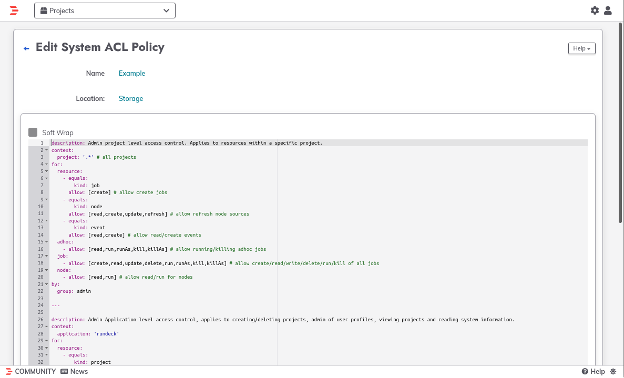 Projects
← Edit System ACL Policy
Help
Name Example
Location: Storage
Soft Wrap
1 description: Admin project level access control. Applies to resources within a specific project.
2 context:
3 project: '.*' # all projects
4 for:
5 resource:
6 - equals:
7 kind: job
8 allow: [create] # allow create jobs
9 - equals:
10 kind: node
11 allow: [read,create,update,refresh] # allow refresh node sources
12 - equals:
13 kind: event
14 allow: [read,create] # allow read/create events
15 adhoc:
16 - allow: [read,run,runAs,kill,killAs] # allow running/killing adhoc jobs
17 job:
18 - allow: [create,read,update,delete,run,runAs,kill,killAs] # allow create/read/write/delete/run/kill of all jobs
19 node:
20 - allow: [read,run] # allow read/run for nodes
21 by:
22 group: admin
23
24 ---
25
26 description: Admin Application level access control, applies to creating/deleting projects, admin of user profiles, viewing projects and reading system information.
27 context:
28 application: 'rundeck'
29 for:
30 resource:
31 - equals:
32 kind: project
COMMUNITY News Help